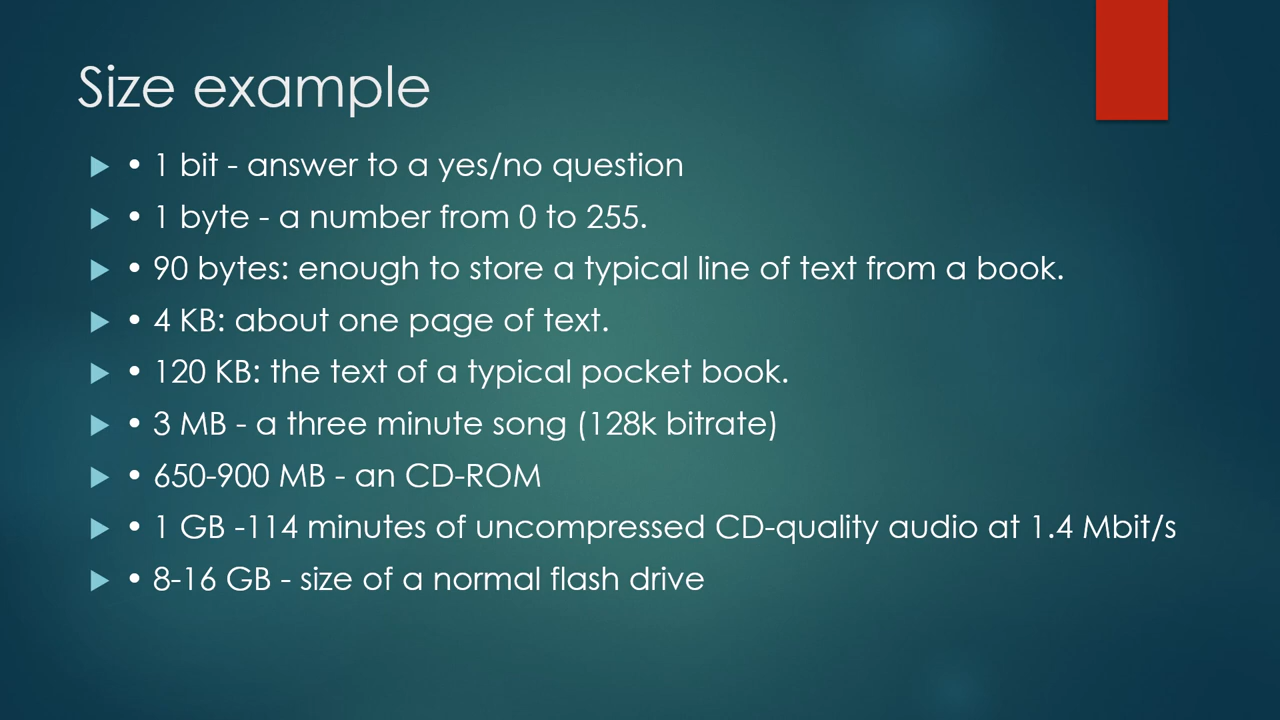 Size example
• 1 bit - answer to a yes/no question
• 1 byte - a number from 0 to 255.
• 90 bytes: enough to store a typical line of text from a book.
• 4 KB: about one page of text.
• 120 KB: the text of a typical pocket book.
• 3 MB - a three minute song (128k bitrate)
• 650-900 MB - an CD-ROM
• 1 GB -114 minutes of uncompressed CD-quality audio at 1.4 Mbit/s
• 8-16 GB - size of a normal flash drive